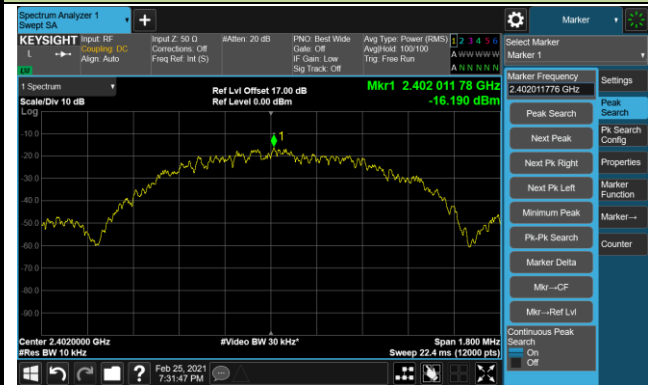 Spectrum Analyzer 1
Swept SA
Marker
KEYSIGHT Input: RF
Coupling: DC
Align: Auto
Input Z: 50 Ω
Corrections: Off
Freq Ref: Int (S)
#Atten: 20 dB
PNO: Best Wide
Gate: Off
IF Gain: Low
Sig Track: Off
Avg Type: Power (RMS)
Avg|Hold: 100/100
Trig: Free Run
1 2 3 4 5 6
A W W W W W
A N N N N N
L
LV
Select Marker
Marker 1
1 Spectrum
Scale/Div 10 dB
Log
Ref Lvl Offset 17.00 dB
Ref Level 0.00 dBm
Mkr1 2.402 011 78 GHz
-16.190 dBm
1
-10.0
-20.0
-30.0
-40.0
-50.0
-60.0
-70.0
-80.0
-90.0
Center 2.4020000 GHz
#Res BW 10 kHz
#Video BW 30 kHz*
Span 1.800 MHz
Sweep 22.4 ms (12000 pts)
Marker Frequency
2.402011776 GHz
Peak Search
Next Peak
Next Pk Right
Next Pk Left
Minimum Peak
Pk-Pk Search
Marker Delta
Mkr→CF
Mkr→Ref Lvl
Continuous Peak
Search
On
Off
Settings
Peak
Search
Pk Search
Config
Properties
Marker
Function
Marker→
Counter
Feb 25, 2021
7:31:47 PM